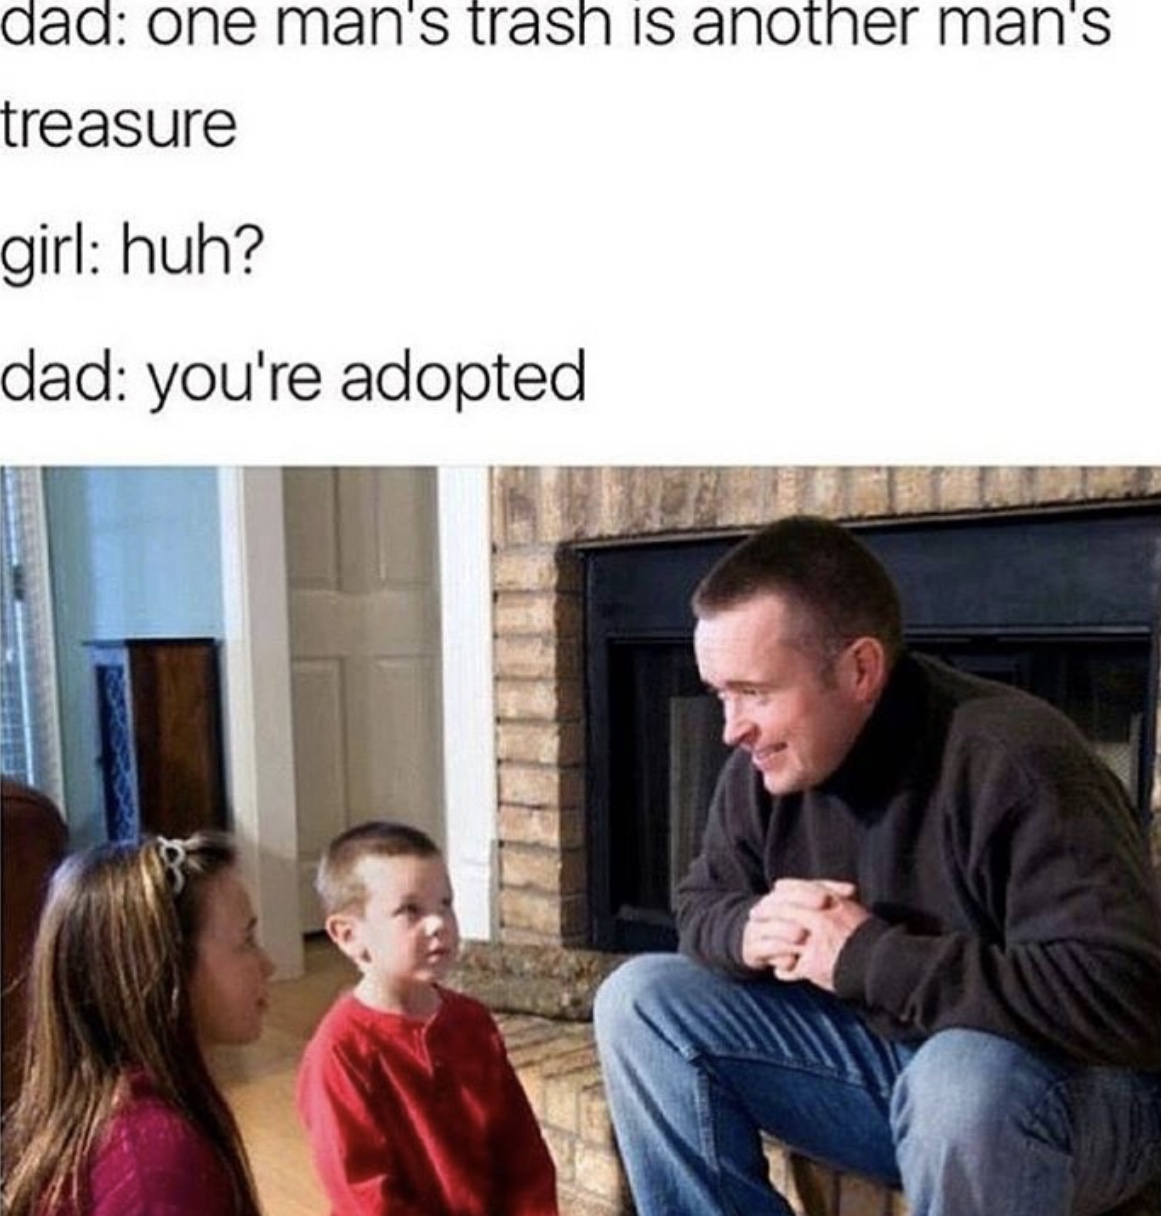 dad: one man's trash is another man's
treasure
girl: huh?
dad: you're adopted